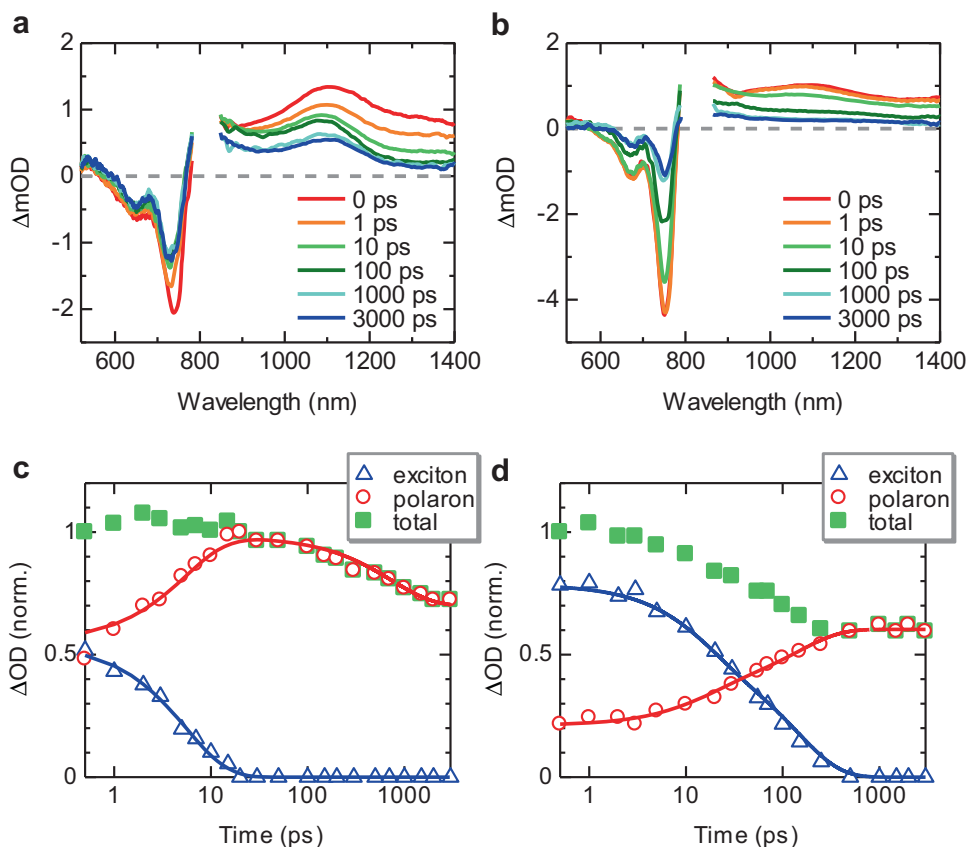 a
2
1
0
-1
-2
ΔmOD
0 ps
1 ps
10 ps
100 ps
1000 ps
3000 ps
600 800 1000 1200 1400
Wavelength (nm)
b
2
0
-2
-4
ΔmOD
0 ps
1 ps
10 ps
100 ps
1000 ps
3000 ps
600 800 1000 1200 1400
Wavelength (nm)
c
exciton
polaron
total
1
0.5
0
ΔOD (norm.)
1 10 100 1000
Time (ps)
d
exciton
polaron
total
1
0.5
0
ΔOD (norm.)
1 10 100 1000
Time (ps)